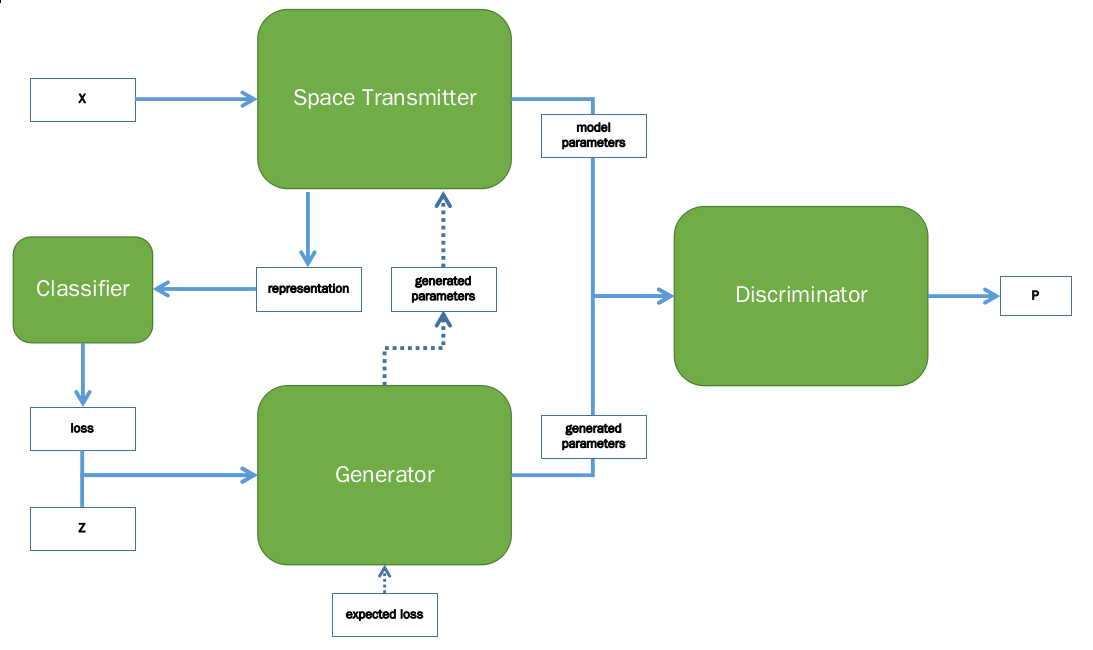 Space Transmitter
X
model
parameters
Classifier
representation
generated
parameters
Discriminator
P
loss
generated
parameters
Generator
Z
expected loss